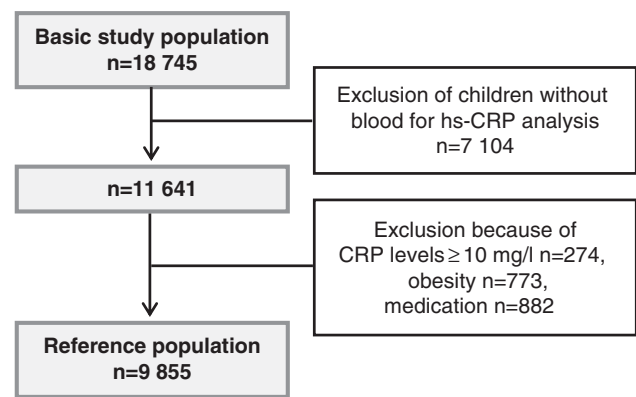 Basic study population
n=18 745
Exclusion of children without
blood for hs-CRP analysis
n=7 104
n=11 641
Exclusion because of
CRP levels ≥ 10 mg/l n=274,
obesity n=773,
medication n=882
Reference population
n=9 855